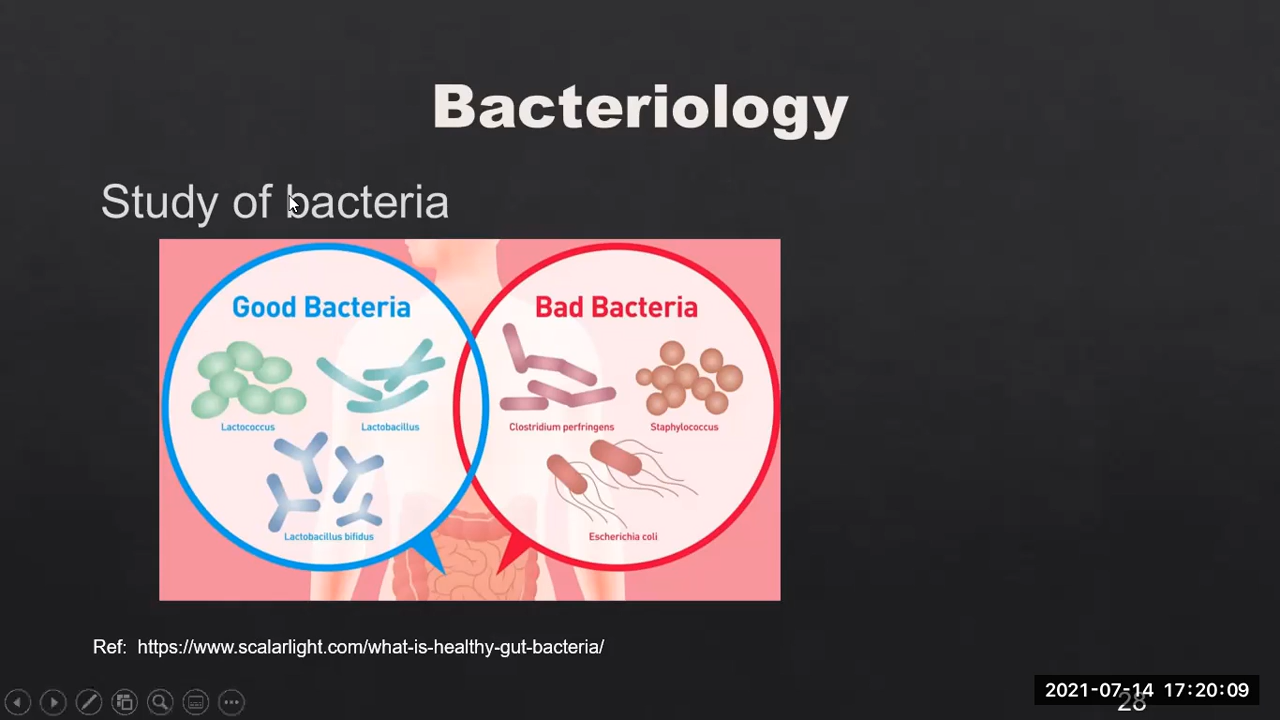 Bacteriology
Study of bacteria
Good Bacteria
Bad Bacteria
Lactococcus
Lactobacillus
Clostridium perfringens
Staphylococcus
Lactobacillus bifidus
Escherichia coli
Ref: https://www.scalarlight.com/what-is-healthy-gut-bacteria/
2021-07-14 17:20:09
28